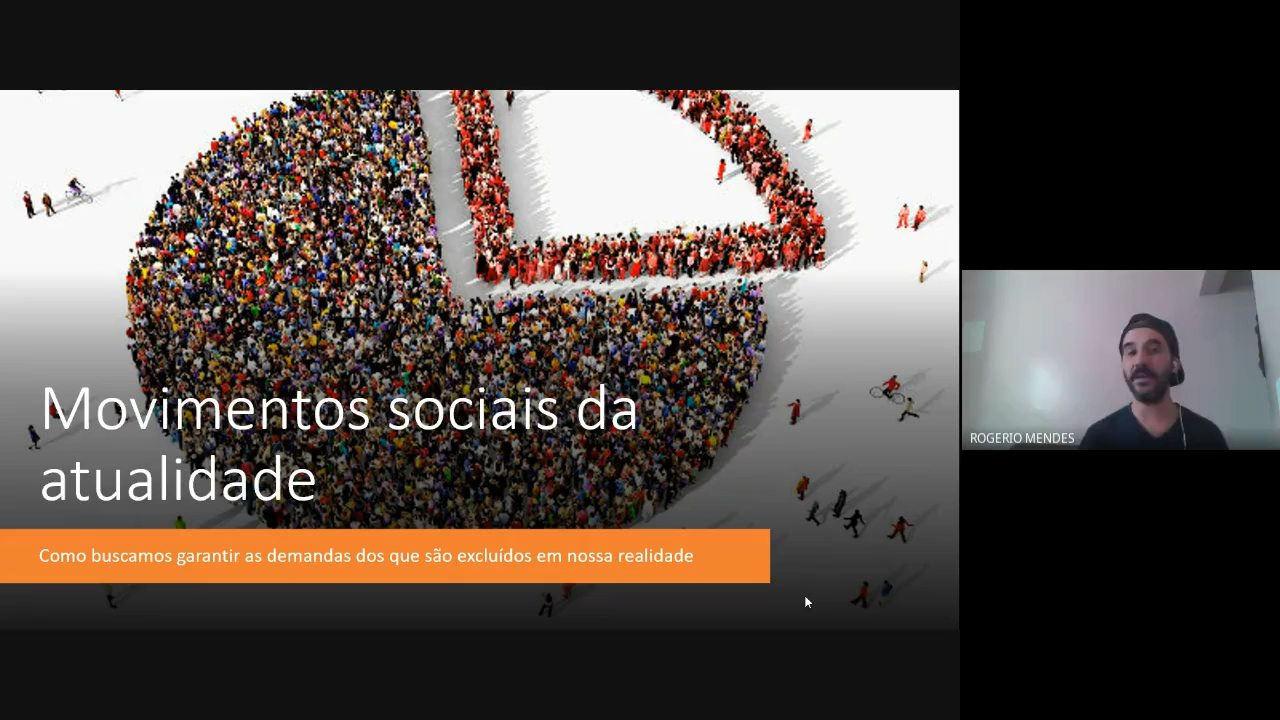 Movimentos sociais da
atualidade
Como buscamos garantir as demandas dos que são excluídos em nossa realidade
ROGERIO MENDES